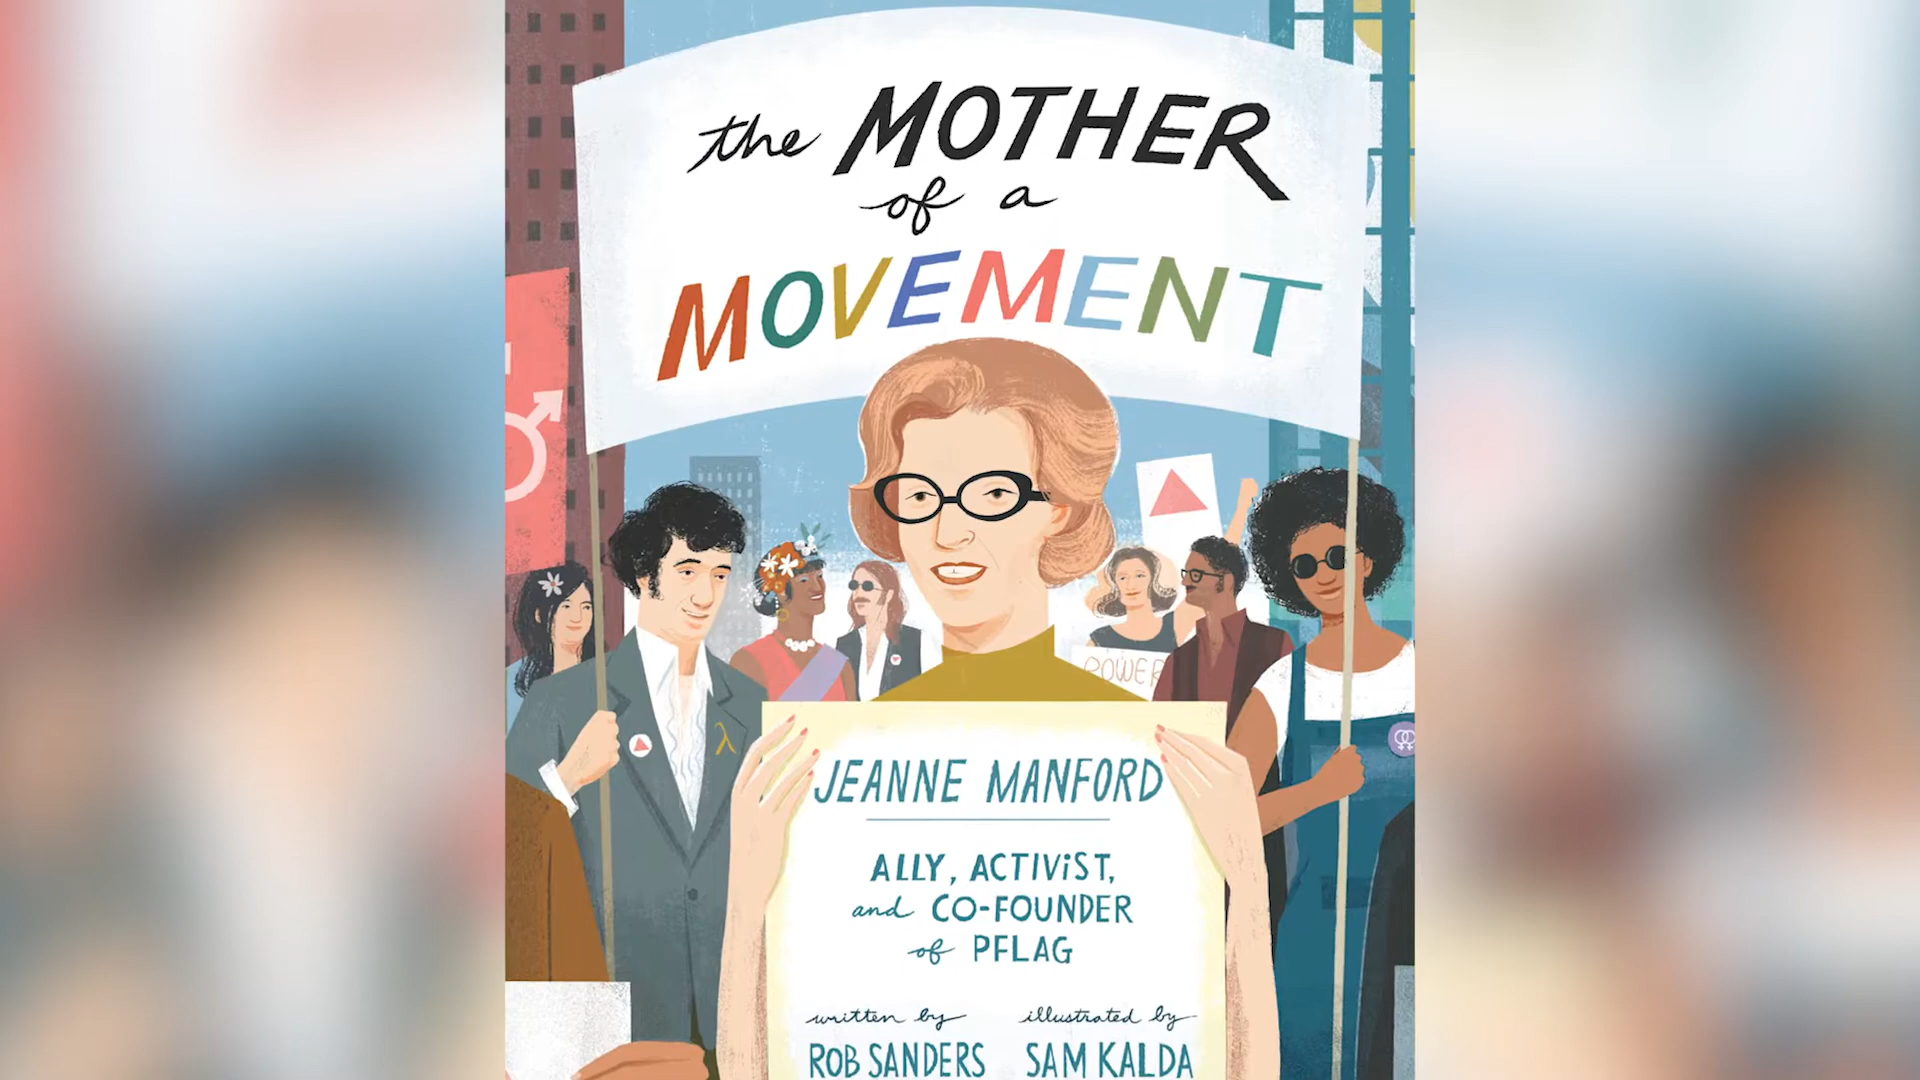 the MOTHER
of a
MOVEMENT
POWER
JEANNE MANFORD
ALLY, ACTIVIST,
and CO-FOUNDER
of PFLAG
written by
ROB SANDERS
illustrated by
SAM KALDA